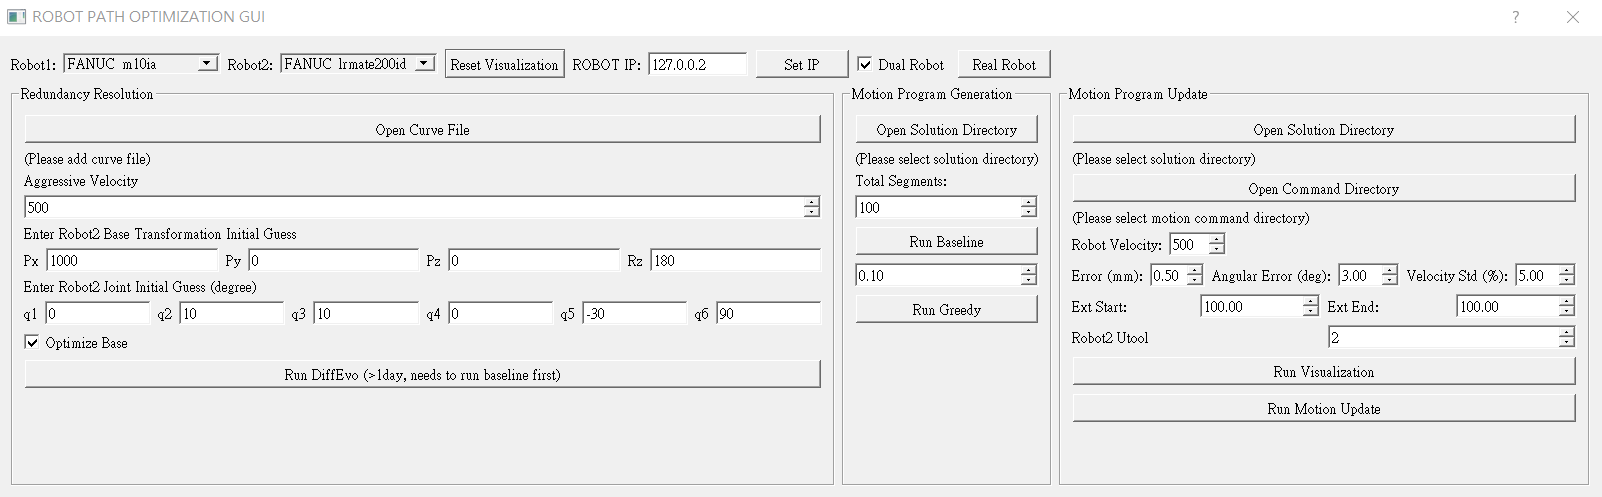 ROBOT PATH OPTIMIZATION GUI
Robot1: FANUC m10ia Robot2: FANUC lrmate200id Reset Visualization ROBOT IP: 127.0.0.2 Set IP Dual Robot Real Robot
Redundancy Resolution
Open Curve File
(Please add curve file)
Aggressive Velocity
500
Enter Robot2 Base Transformation Initial Guess
Px 1000 Py 0 Pz 0 Rz 180
Enter Robot2 Joint Initial Guess (degree)
q1 0 q2 10 q3 10 q4 0 q5 -30 q6 90
Optimize Base
Run DiffEvo (>1day, needs to run baseline first)
Motion Program Generation
Open Solution Directory
(Please select solution directory)
Total Segments:
100
Run Baseline
0.10
Run Greedy
Motion Program Update
Open Solution Directory
(Please select solution directory)
Open Command Directory
(Please select motion command directory)
Robot Velocity: 500
Error (mm): 0.50 Angular Error (deg): 3.00 Velocity Std (%): 5.00
Ext Start: 100.00 Ext End: 100.00
Robot2 Utool 2
Run Visualization
Run Motion Update